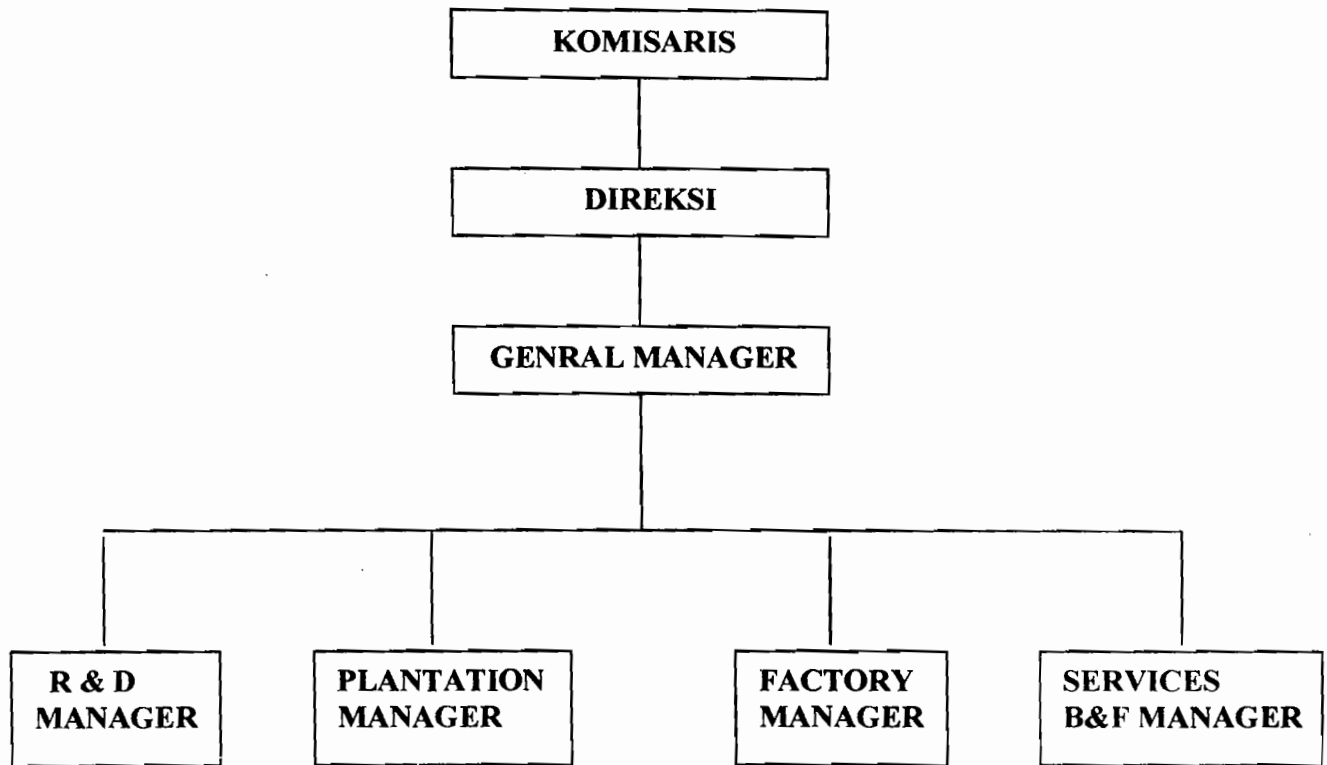 KOMISARIS
DIREKSI
GENRAL MANAGER
R & D
MANAGER
PLANTATION
MANAGER
FACTORY
MANAGER
SERVICES
B&F MANAGER